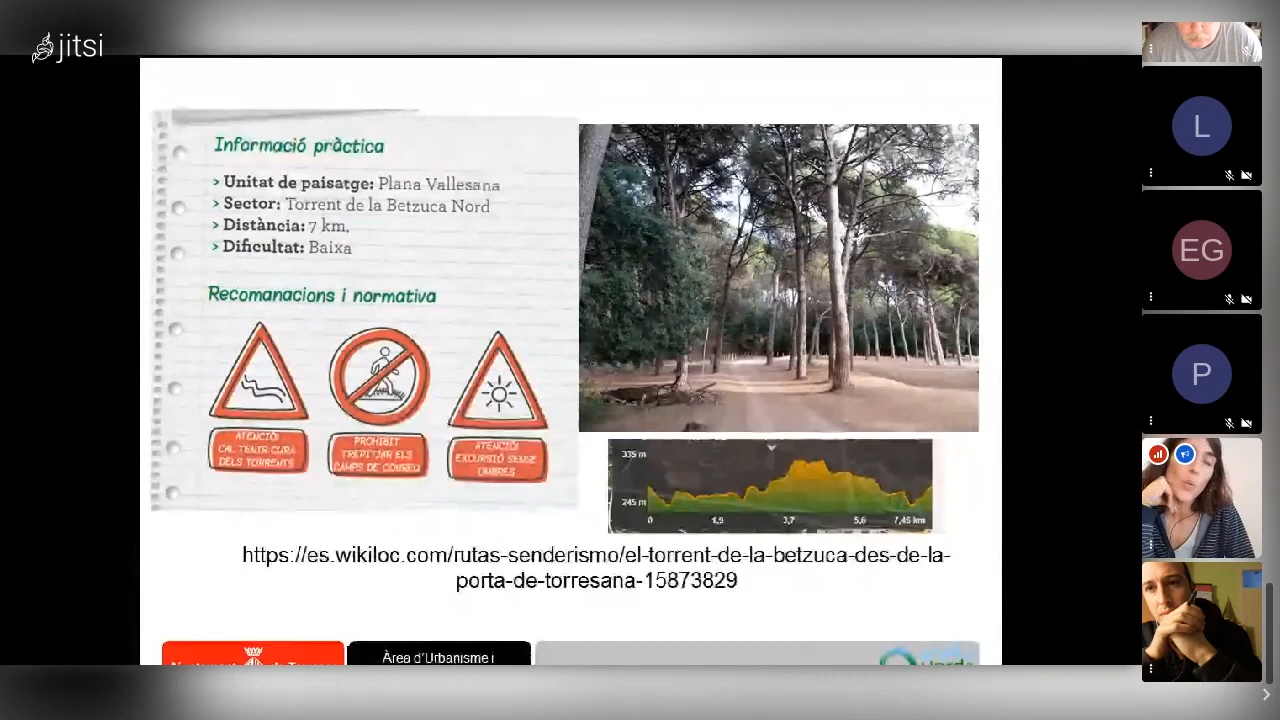 jitsi
Informació pràctica
> Unitat de paisatge: Plana Vallesana
> Sector: Torrent de la Betzuca Nord
> Distància: 7 km.
> Dificultat: Baixa
Recomanacions i normativa
ATENCIÓ!
CAL TENIR CURA
DELS TORRENTS
PROHIBIT
TREPITJAR ELS
CAMPS DE CONREU
ATENCIÓ!
EXCURSIÓ SENSE
OMBRES
335 m
245 m
0 1,9 3,7 5,6 7,45 km
https://es.wikiloc.com/rutas-senderismo/el-torrent-de-la-betzuca-des-de-la-
porta-de-torresana-15873829
Àrea d'Urbanisme i
L
EG
P